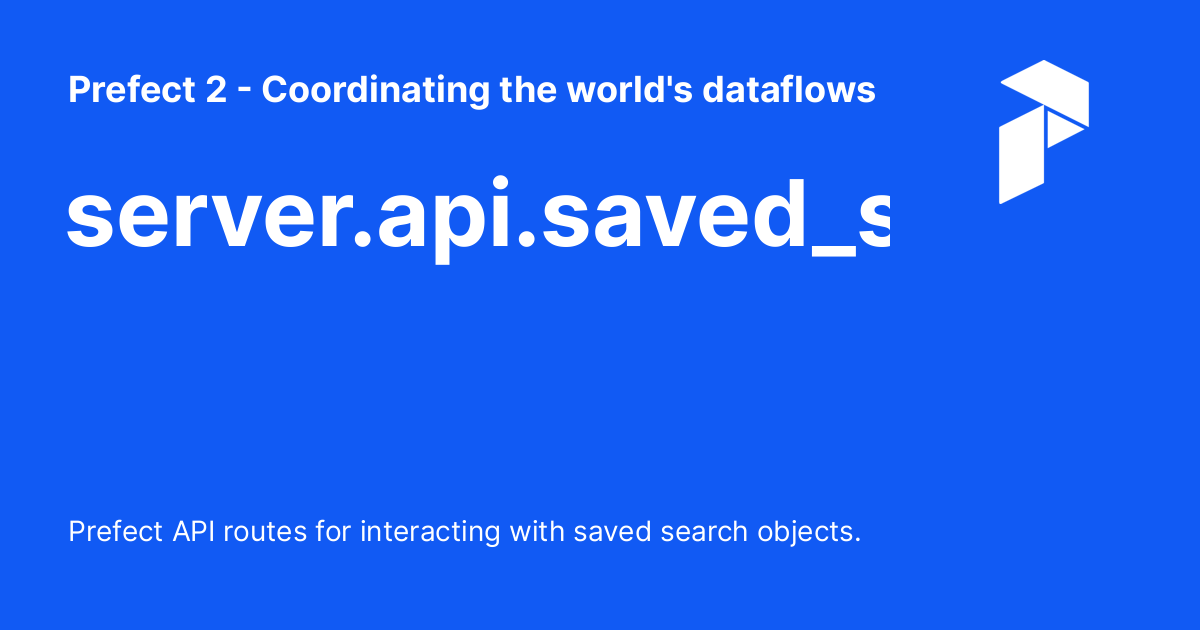 Prefect 2 - Coordinating the world's dataflows
server.api.saved_s
Prefect API routes for interacting with saved search objects.